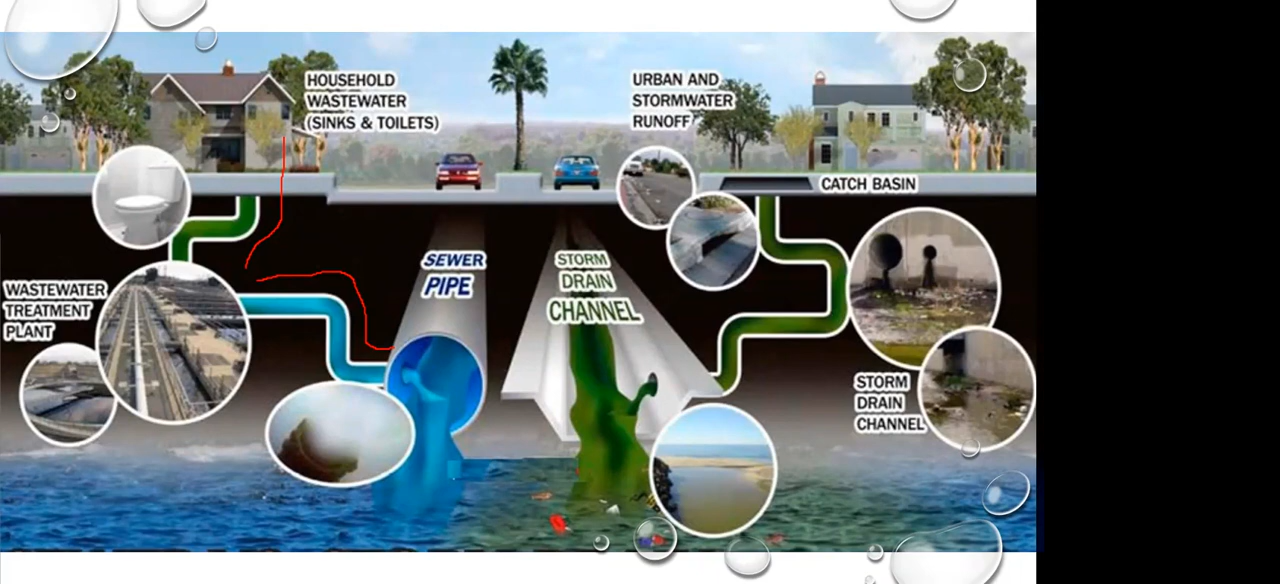 HOUSEHOLD
WASTEWATER
(SINKS & TOILETS)
URBAN AND
STORMWATER
RUNOFF
CATCH BASIN
SEWER
PIPE
STORM
DRAIN
CHANNEL
WASTEWATER
TREATMENT
PLANT
STORM
DRAIN
CHANNEL